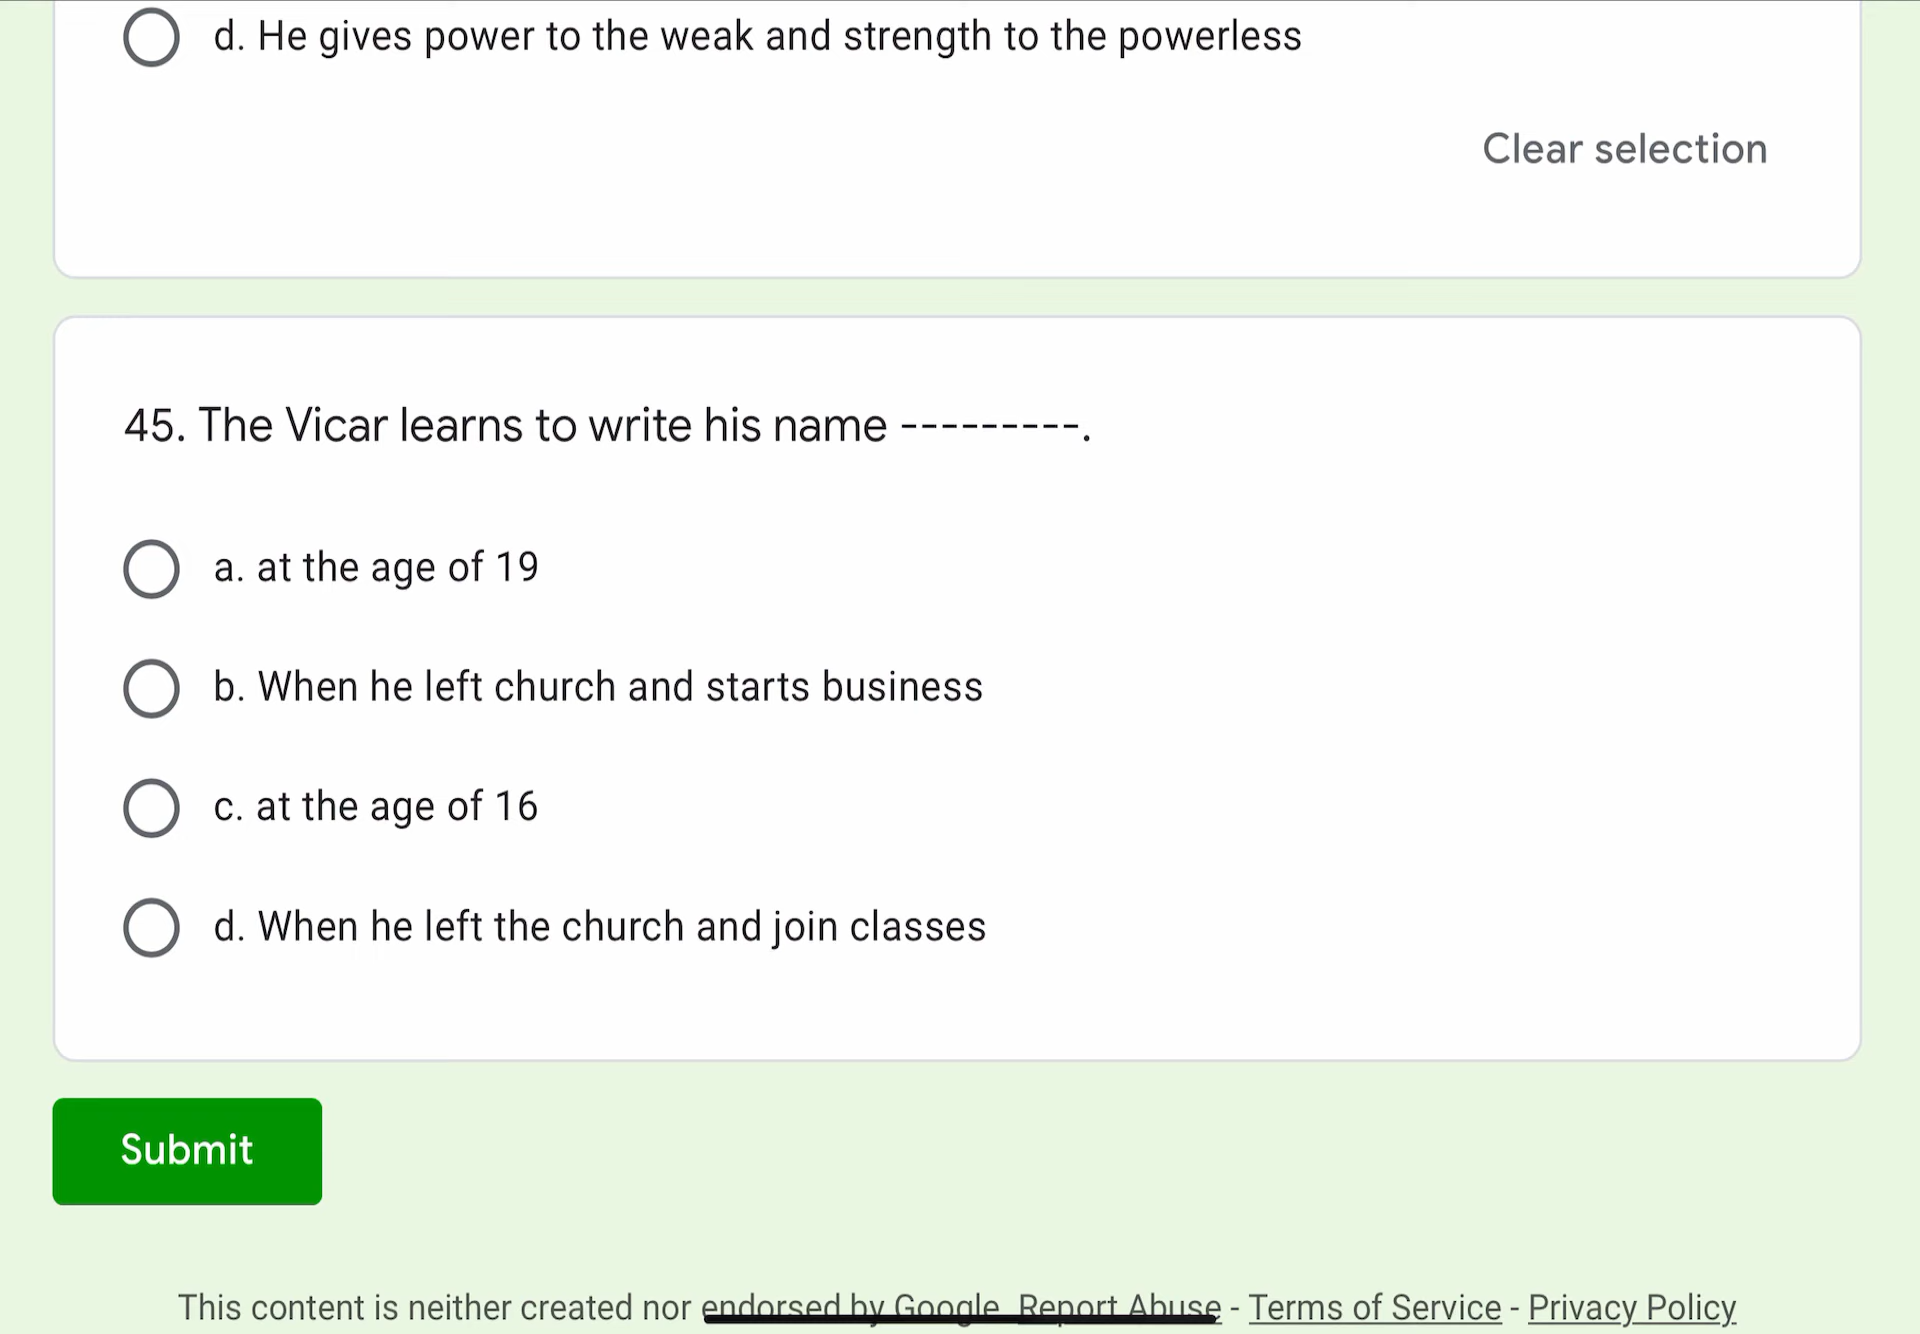 d. He gives power to the weak and strength to the powerless
Clear selection
45. The Vicar learns to write his name ---------.
a. at the age of 19
b. When he left church and starts business
c. at the age of 16
d. When he left the church and join classes
Submit
This content is neither created nor endorsed by Google. Report Abuse - Terms of Service - Privacy Policy